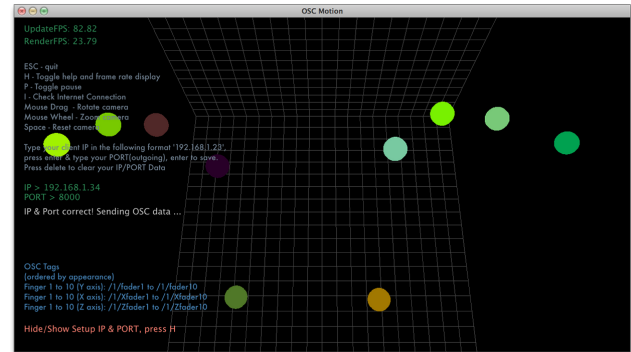 OSC Motion
UpdateFPS: 82.82
RenderFPS: 23.79
ESC - quit
H - Toggle help and frame rate display
P - Toggle pause
I - Check Internet Connection
Mouse Drag - Rotate camera
Mouse Wheel - Zoom camera
Space - Reset camera
Type your client IP in the following format '192.168.1.23',
press enter & type your PORT(outgoing), enter to save.
Press delete to clear your IP/PORT Data
IP > 192.168.1.34
PORT > 8000
IP & Port correct! Sending OSC data ...
OSC Tags
(ordered by appearance)
Finger 1 to 10 (Y axis): /1/fader1 to /1/fader10
Finger 1 to 10 (X axis): /1/Xfader1 to /1/Xfader10
Finger 1 to 10 (Z axis): /1/Zfader1 to /1/Zfader10
Hide/Show Setup IP & PORT, press H